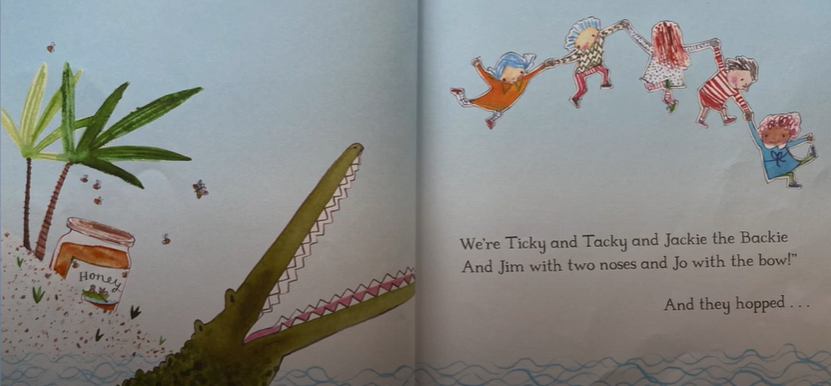 Honey
We're Ticky and Tacky and Jackie the Backie
And Jim with two noses and Jo with the bow!"
And they hopped . . .